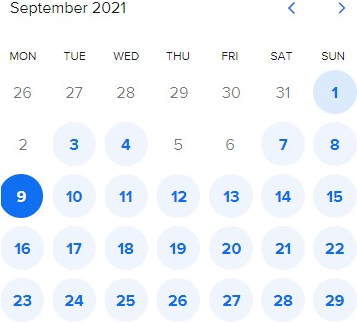 September 2021
MON TUE WED THU FRI SAT SUN
26 27 28 29 30 31 1
2 3 4 5 6 7 8
9 10 11 12 13 14 15
16 17 18 19 20 21 22
23 24 25 26 27 28 29